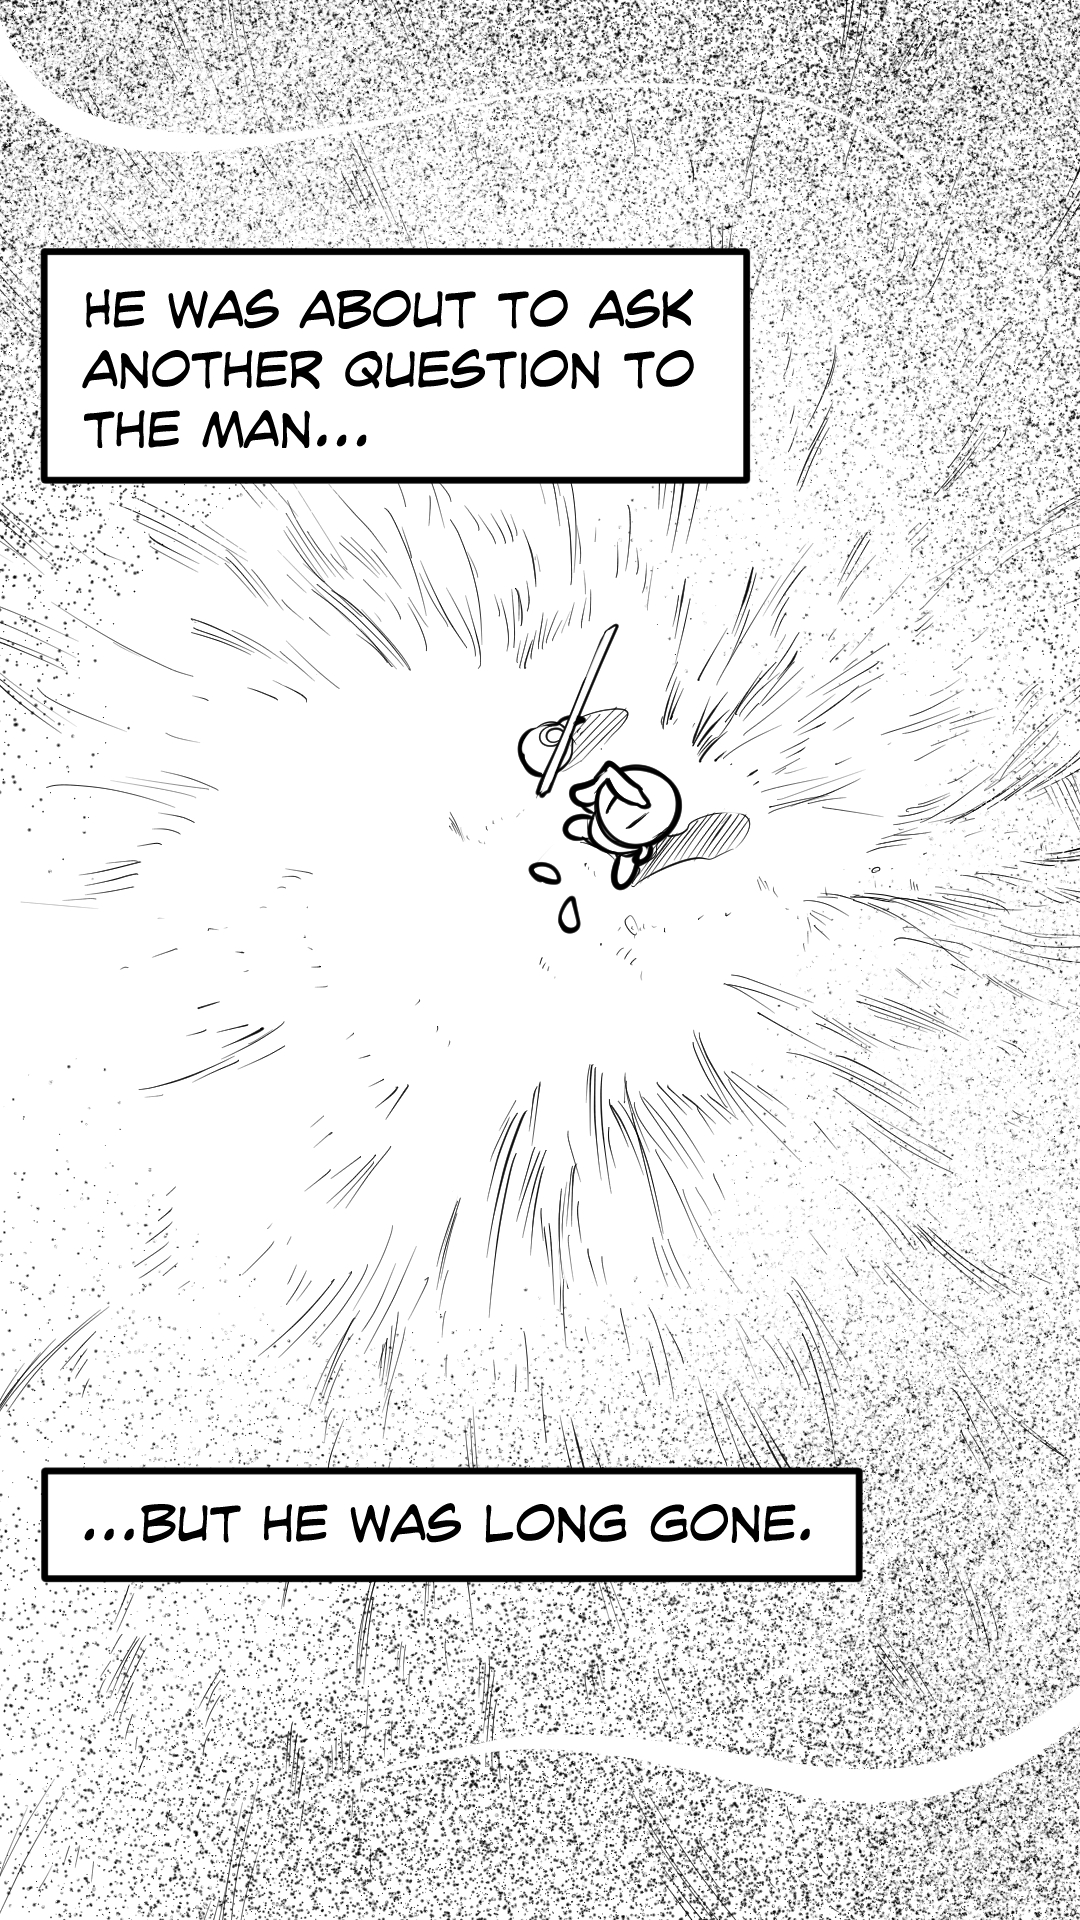 HE WAS ABOUT TO ASK
ANOTHER QUESTION TO
THE MAN...
...BUT HE WAS LONG GONE.